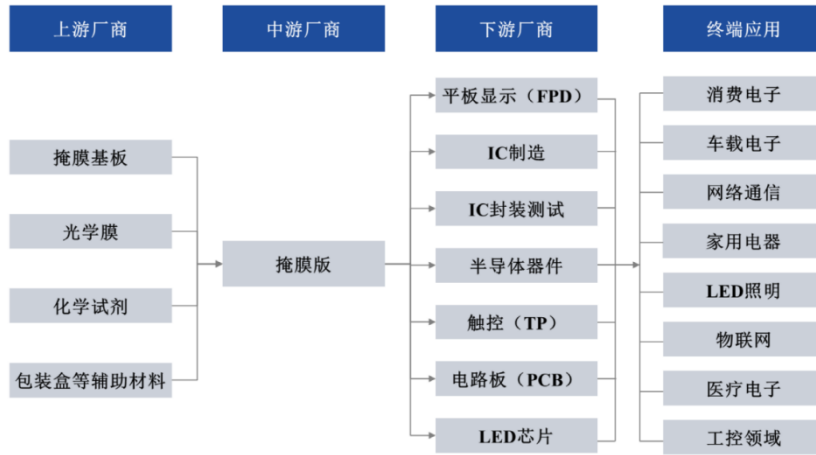 上游厂商
中游厂商
下游厂商
终端应用
掩膜基板
光学膜
化学试剂
包装盒等辅助材料
掩膜版
平板显示（FPD）
IC制造
IC封装测试
半导体器件
触控（TP）
电路板（PCB）
LED芯片
消费电子
车载电子
网络通信
家用电器
LED照明
物联网
医疗电子
工控领域